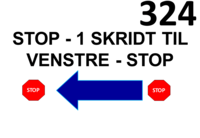 324
STOP - 1 SKRIDT TIL
VENSTRE - STOP
STOP STOP